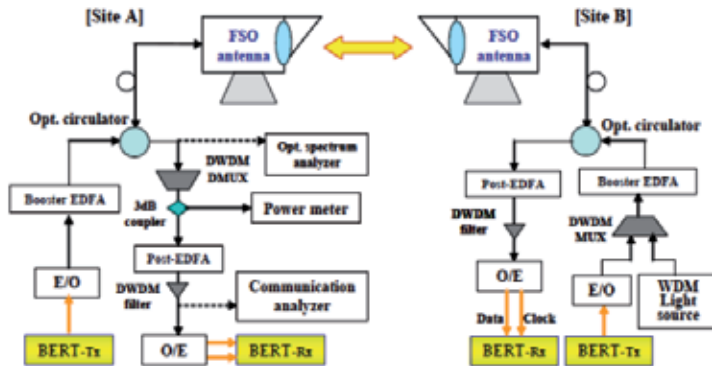 [Site A]
[Site B]
FSO
antenna
FSO
antenna
Opt. circulator
Opt. circulator
Opt. spectrum
analyzer
DWDM
DMUX
Booster EDFA
3dB
coupler
Power meter
Post-EDFA
DWDM
filter
E/O
Communication
analyzer
BERT-Tx
O/E
BERT-Rx
Post-EDFA
Booster EDFA
DWDM
filter
DWDM
MUX
O/E
E/O
WDM
Light
source
Data
Clock
BERT-Rx
BERT-Tx